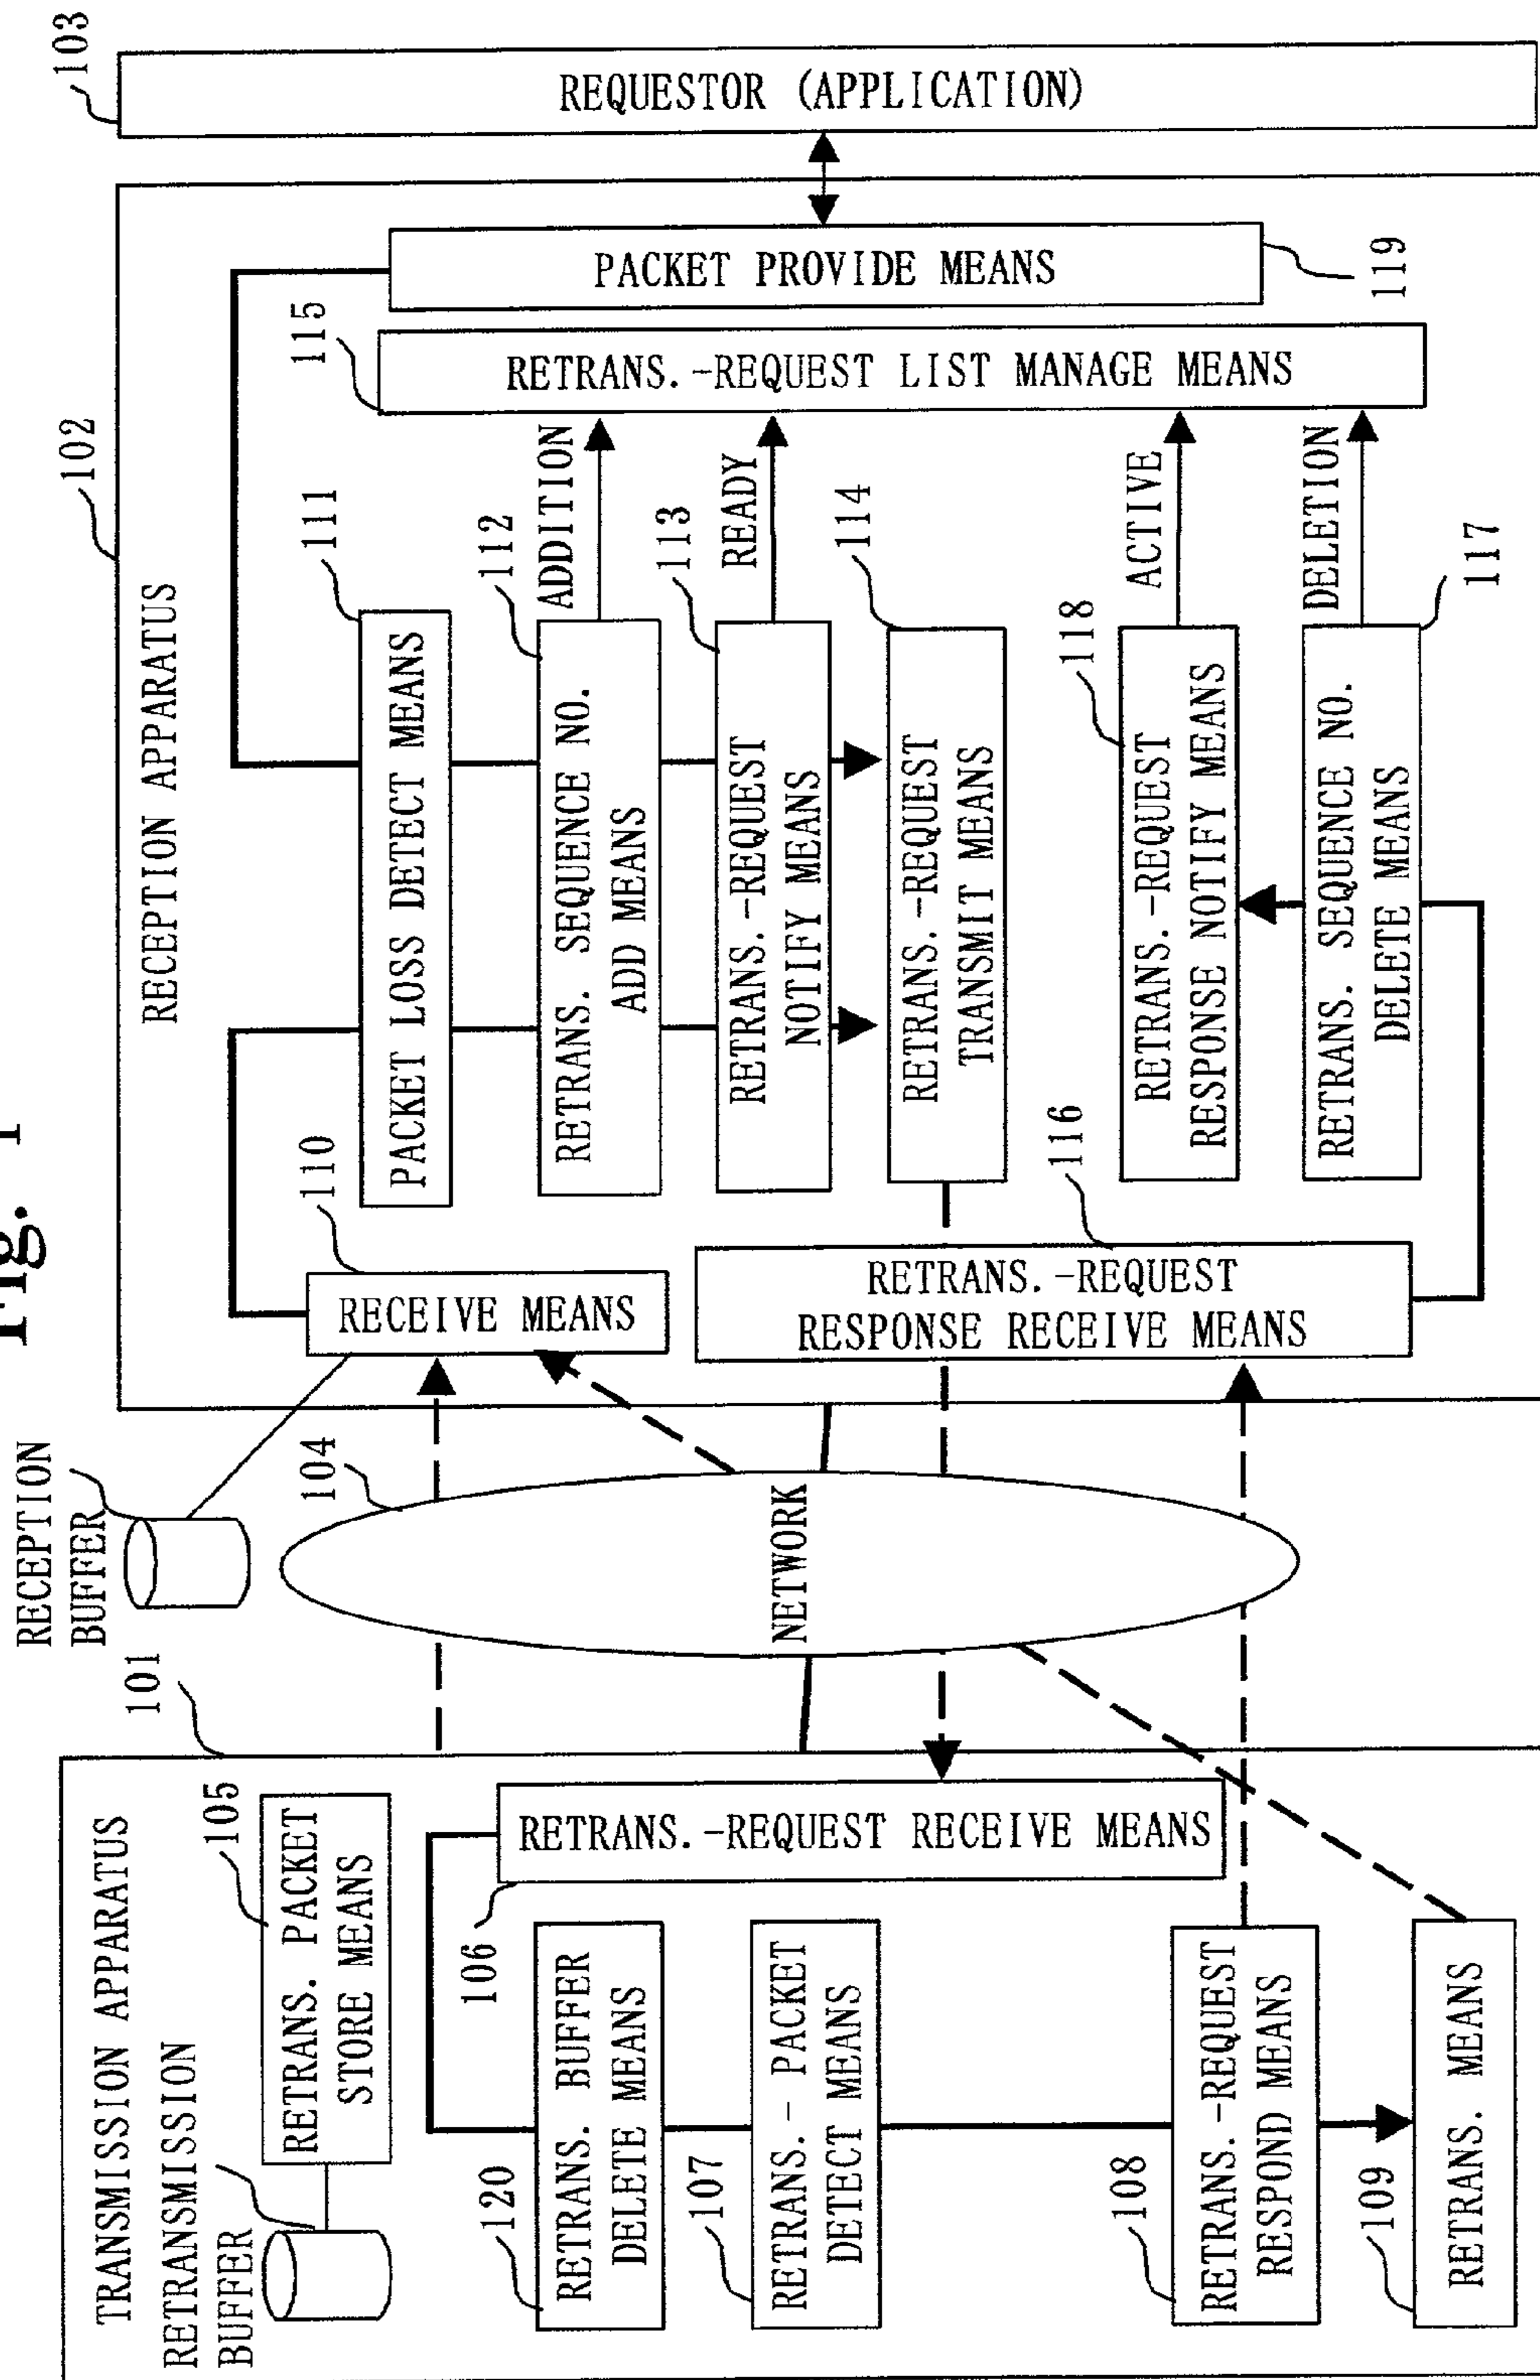 Fig. 1
TRANSMISSION APPARATUS
RETRANSMISSION
BUFFER
RETRANS. PACKET
STORE MEANS
105
101
RECEPTION
BUFFER
120
RETRANS. BUFFER
DELETE MEANS
106
RETRANS.-REQUEST RECEIVE MEANS
107
RETRANS.- PACKET
DETECT MEANS
108
RETRANS.-REQUEST
RESPOND MEANS
109
RETRANS. MEANS
104
NETWORK
102
RECEPTION APPARATUS
110
RECEIVE MEANS
111
PACKET LOSS DETECT MEANS
112
RETRANS. SEQUENCE NO.
ADD MEANS
ADDITION
113
RETRANS.-REQUEST
NOTIFY MEANS
READY
114
RETRANS.-REQUEST
TRANSMIT MEANS
116
RETRANS.-REQUEST
RESPONSE RECEIVE MEANS
118
RETRANS.-REQUEST
RESPONSE NOTIFY MEANS
ACTIVE
RETRANS. SEQUENCE NO.
DELETE MEANS
117
DELETION
115
RETRANS.-REQUEST LIST MANAGE MEANS
PACKET PROVIDE MEANS
119
103
REQUESTOR (APPLICATION)